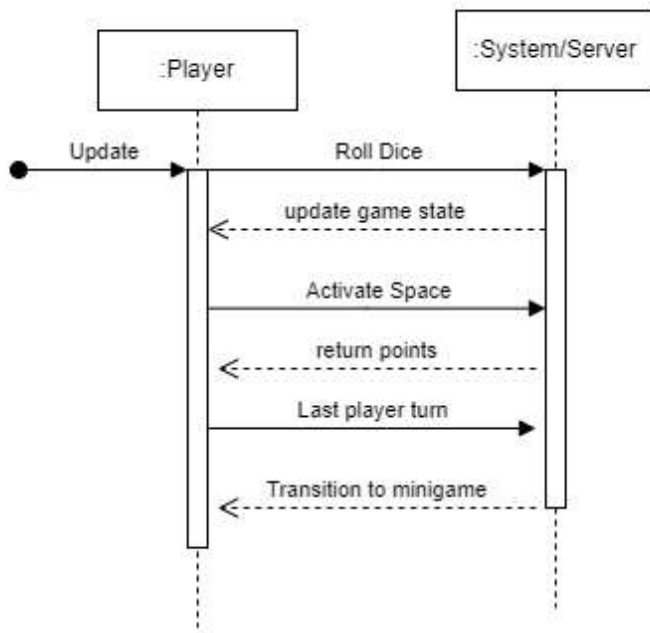 :Player
:System/Server
Update
Roll Dice
update game state
Activate Space
return points
Last player turn
Transition to minigame